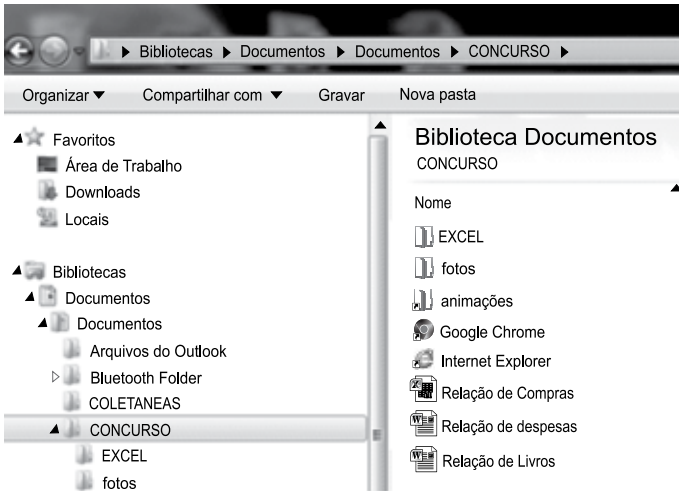 Bibliotecas ▶ Documentos ▶ Documentos ▶ CONCURSO ▶
Organizar ▼ Compartilhar com ▼ Gravar Nova pasta
Favoritos
Área de Trabalho
Downloads
Locais
Bibliotecas
Documentos
Documentos
Arquivos do Outlook
Bluetooth Folder
COLETANEAS
CONCURSO
EXCEL
fotos
Biblioteca Documentos
CONCURSO
Nome
EXCEL
fotos
animações
Google Chrome
Internet Explorer
Relação de Compras
Relação de despesas
Relação de Livros